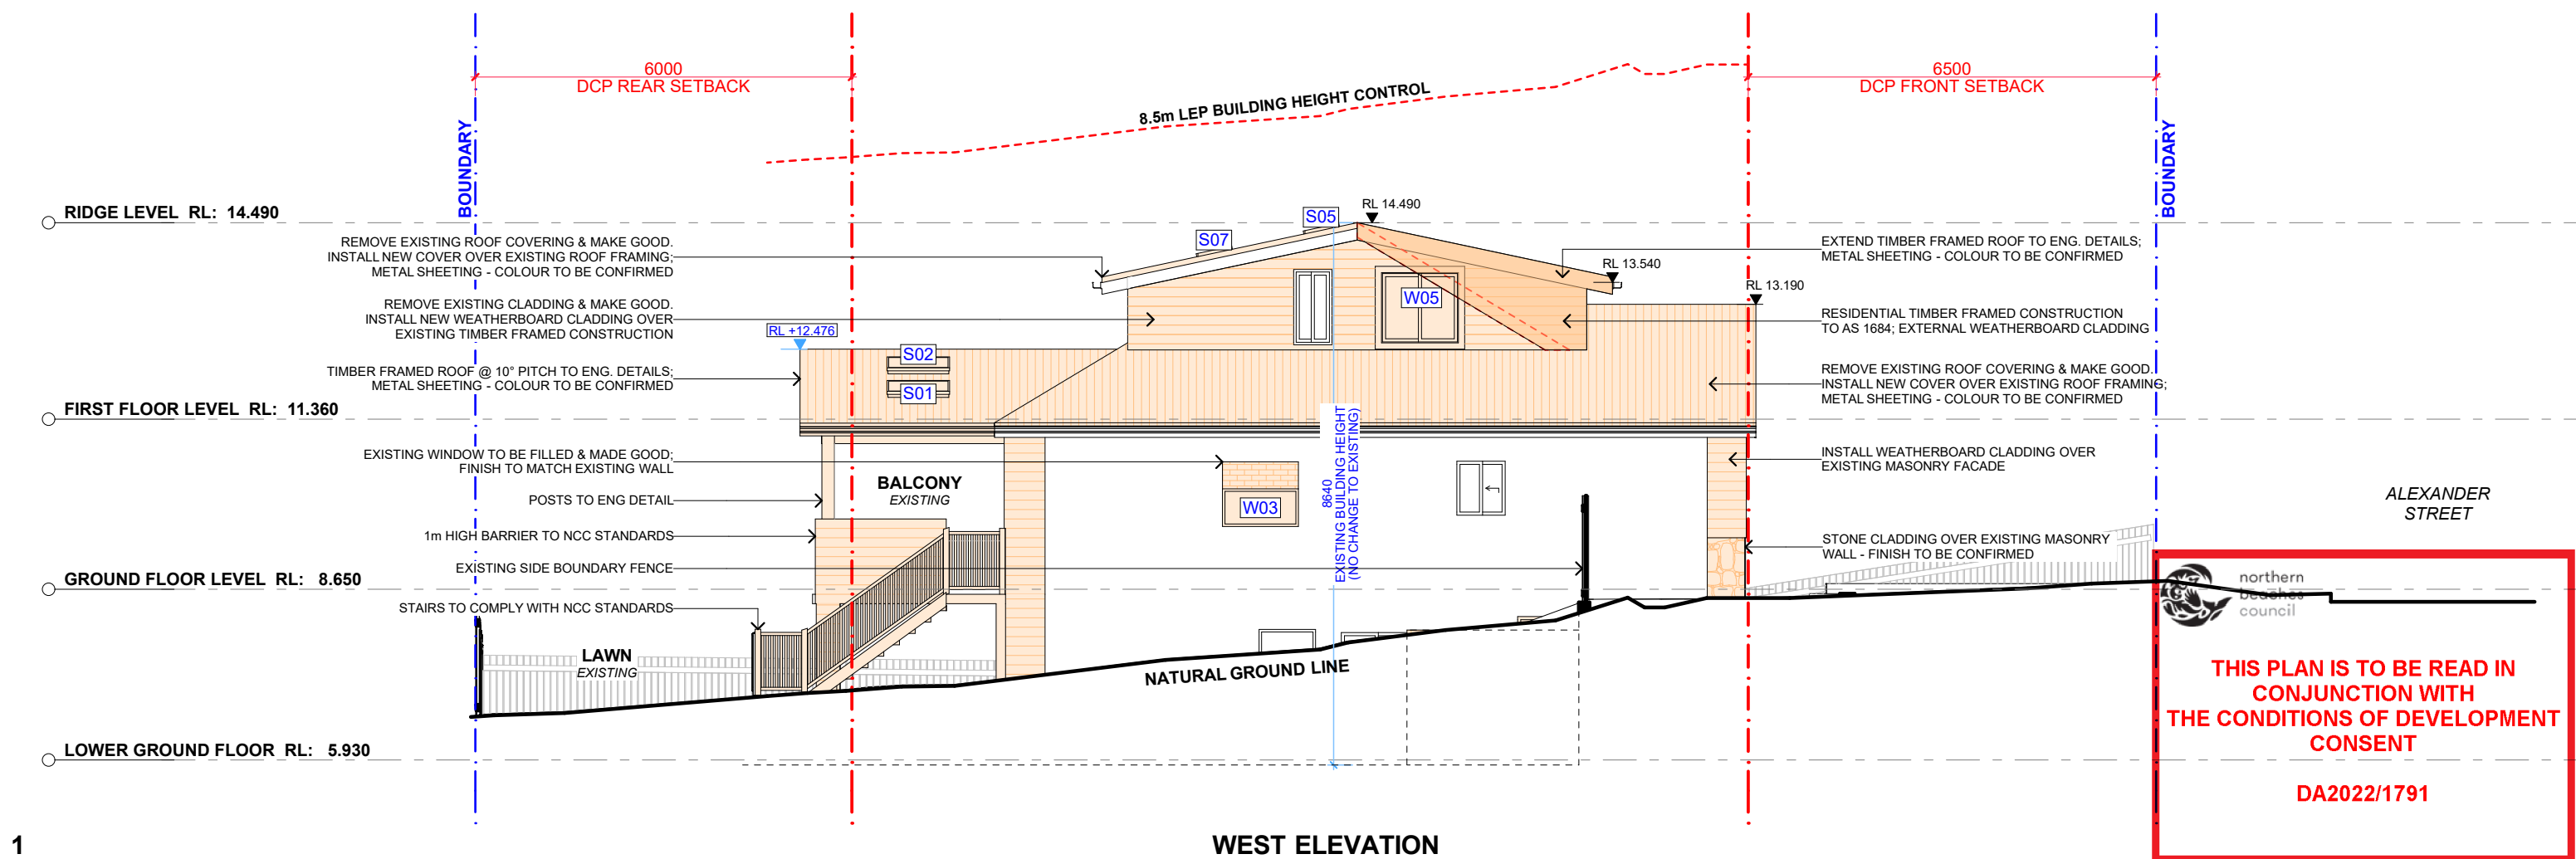 6000
DCP REAR SETBACK
6500
DCP FRONT SETBACK
8.5m LEP BUILDING HEIGHT CONTROL
BOUNDARY
BOUNDARY
RIDGE LEVEL RL: 14.490
REMOVE EXISTING ROOF COVERING & MAKE GOOD.
INSTALL NEW COVER OVER EXISTING ROOF FRAMING;
METAL SHEETING - COLOUR TO BE CONFIRMED
REMOVE EXISTING CLADDING & MAKE GOOD.
INSTALL NEW WEATHERBOARD CLADDING OVER
EXISTING TIMBER FRAMED CONSTRUCTION
TIMBER FRAMED ROOF @ 10° PITCH TO ENG. DETAILS;
METAL SHEETING - COLOUR TO BE CONFIRMED
FIRST FLOOR LEVEL RL: 11.360
EXISTING WINDOW TO BE FILLED & MADE GOOD;
FINISH TO MATCH EXISTING WALL
POSTS TO ENG DETAIL
1m HIGH BARRIER TO NCC STANDARDS
EXISTING SIDE BOUNDARY FENCE
GROUND FLOOR LEVEL RL: 8.650
STAIRS TO COMPLY WITH NCC STANDARDS
LAWN
EXISTING
LOWER GROUND FLOOR RL: 5.930
RL +12.476
S02
S01
S07
S05
RL 14.490
W05
RL 13.540
RL 13.190
BALCONY
EXISTING
W03
8640
EXISTING BUILDING HEIGHT
(NO CHANGE TO EXISTING)
NATURAL GROUND LINE
EXTEND TIMBER FRAMED ROOF TO ENG. DETAILS;
METAL SHEETING - COLOUR TO BE CONFIRMED
RESIDENTIAL TIMBER FRAMED CONSTRUCTION
TO AS 1684; EXTERNAL WEATHERBOARD CLADDING
REMOVE EXISTING ROOF COVERING & MAKE GOOD.
INSTALL NEW COVER OVER EXISTING ROOF FRAMING;
METAL SHEETING - COLOUR TO BE CONFIRMED
INSTALL WEATHERBOARD CLADDING OVER
EXISTING MASONRY FACADE
STONE CLADDING OVER EXISTING MASONRY
WALL - FINISH TO BE CONFIRMED
ALEXANDER
STREET
northern
beaches
council
THIS PLAN IS TO BE READ IN
CONJUNCTION WITH
THE CONDITIONS OF DEVELOPMENT
CONSENT
DA2022/1791
1
WEST ELEVATION